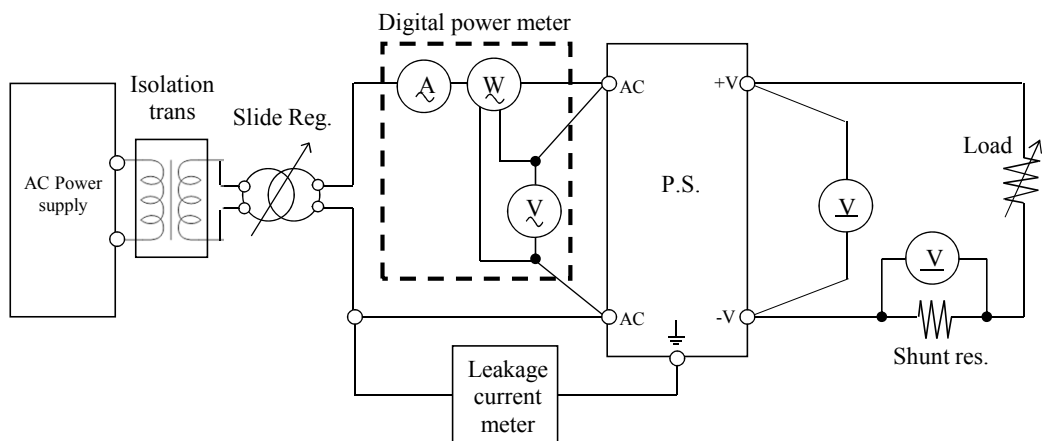 Digital power meter
Isolation
trans
Slide Reg.
AC Power
supply
A
W
V
AC
AC
P.S.
+V
-V
V
V
Load
Shunt res.
Leakage
current
meter